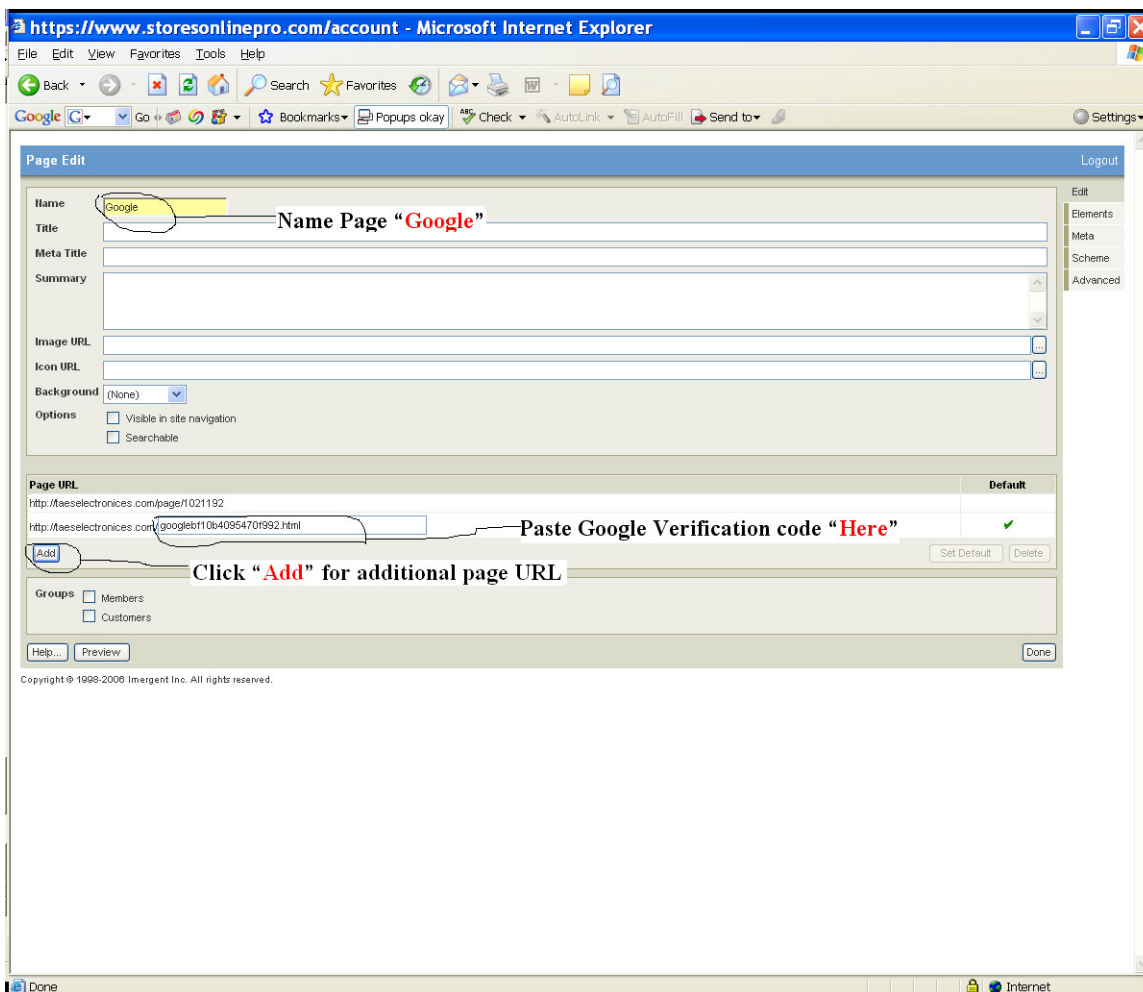 https://www.storesonlinepro.com/account - Microsoft Internet Explorer
File Edit View Favorites Tools Help
Back Search Favorites
Google G Go Bookmarks Popups okay ABC Check AutoLink AutoFill Send to Settings
Page Edit Logout
Edit
Elements
Meta
Scheme
Advanced
Name Google
Name Page “Google”
Title
Meta Title
Summary
Image URL ...
Icon URL ...
Background (None)
Options Visible in site navigation
Searchable
Page URL Default
http://taeselectronices.com/page/1021192
http://taeselectronices.com/ googlebf10b4095470f992.html
Paste Google Verification code “Here”
Add Set Default Delete
Click “Add” for additional page URL
Groups Members
Customers
Help... Preview Done
Copyright © 1998-2006 Imergent Inc. All rights reserved.
Done Internet